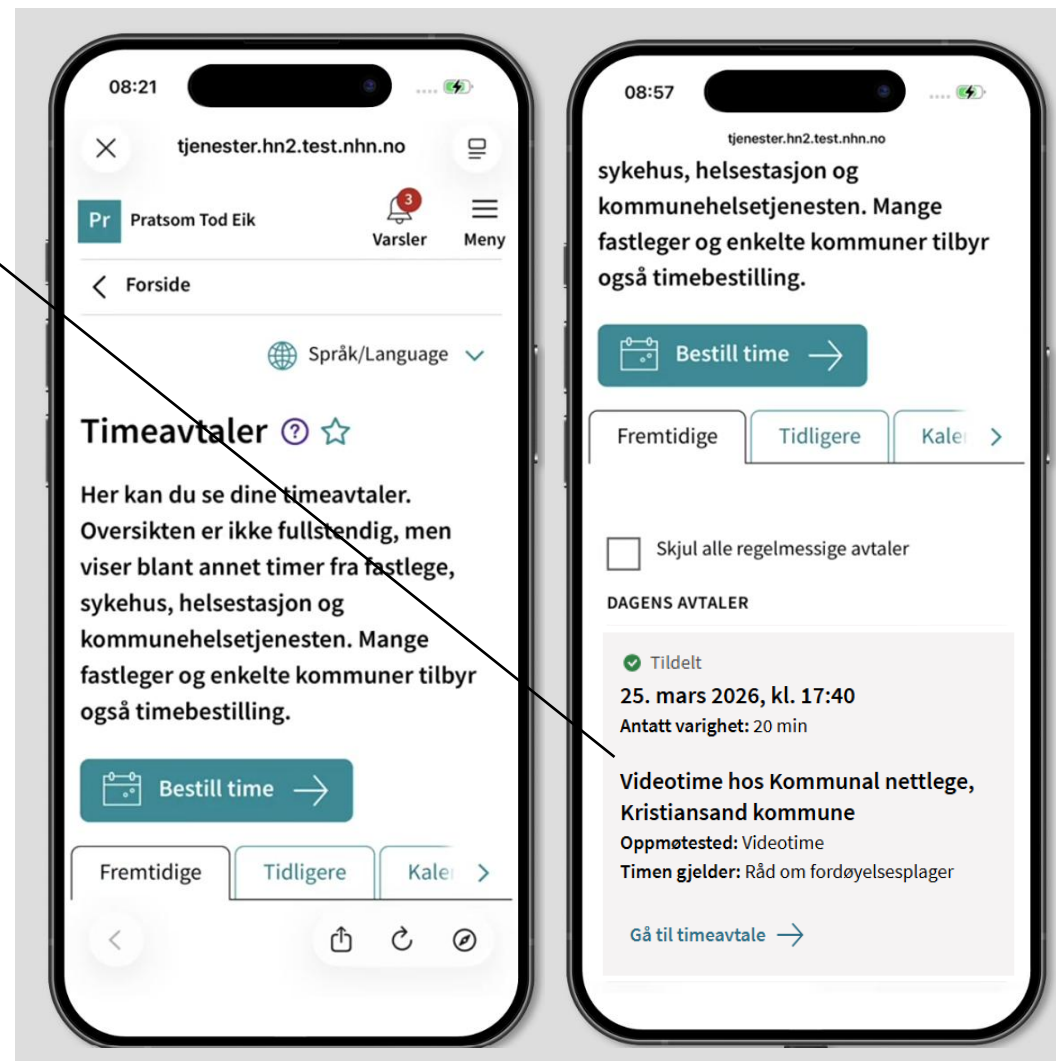 08:21
tjenester.hn2.test.nhn.no
Pr
Pratsom Tod Eik
3
Varsler
Meny
Forside
Språk/Language
Timeavtaler
Her kan du se dine timeavtaler.
Oversikten er ikke fullstendig, men
viser blant annet timer fra fastlege,
sykehus, helsestasjon og
kommunehelsetjenesten. Mange
fastleger og enkelte kommuner tilbyr
også timebestilling.
Bestill time
Fremtidige
Tidligere
Kale
08:57
tjenester.hn2.test.nhn.no
sykehus, helsestasjon og
kommunehelsetjenesten. Mange
fastleger og enkelte kommuner tilbyr
også timebestilling.
Bestill time
Fremtidige
Tidligere
Kale
Skjul alle regelmessige avtaler
DAGENS AVTALER
Tildelt
25. mars 2026, kl. 17:40
Antatt varighet: 20 min
Videotime hos Kommunal nettlege,
Kristiansand kommune
Oppmøtested: Videotime
Timen gjelder: Råd om fordøyelsesplager
Gå til timeavtale